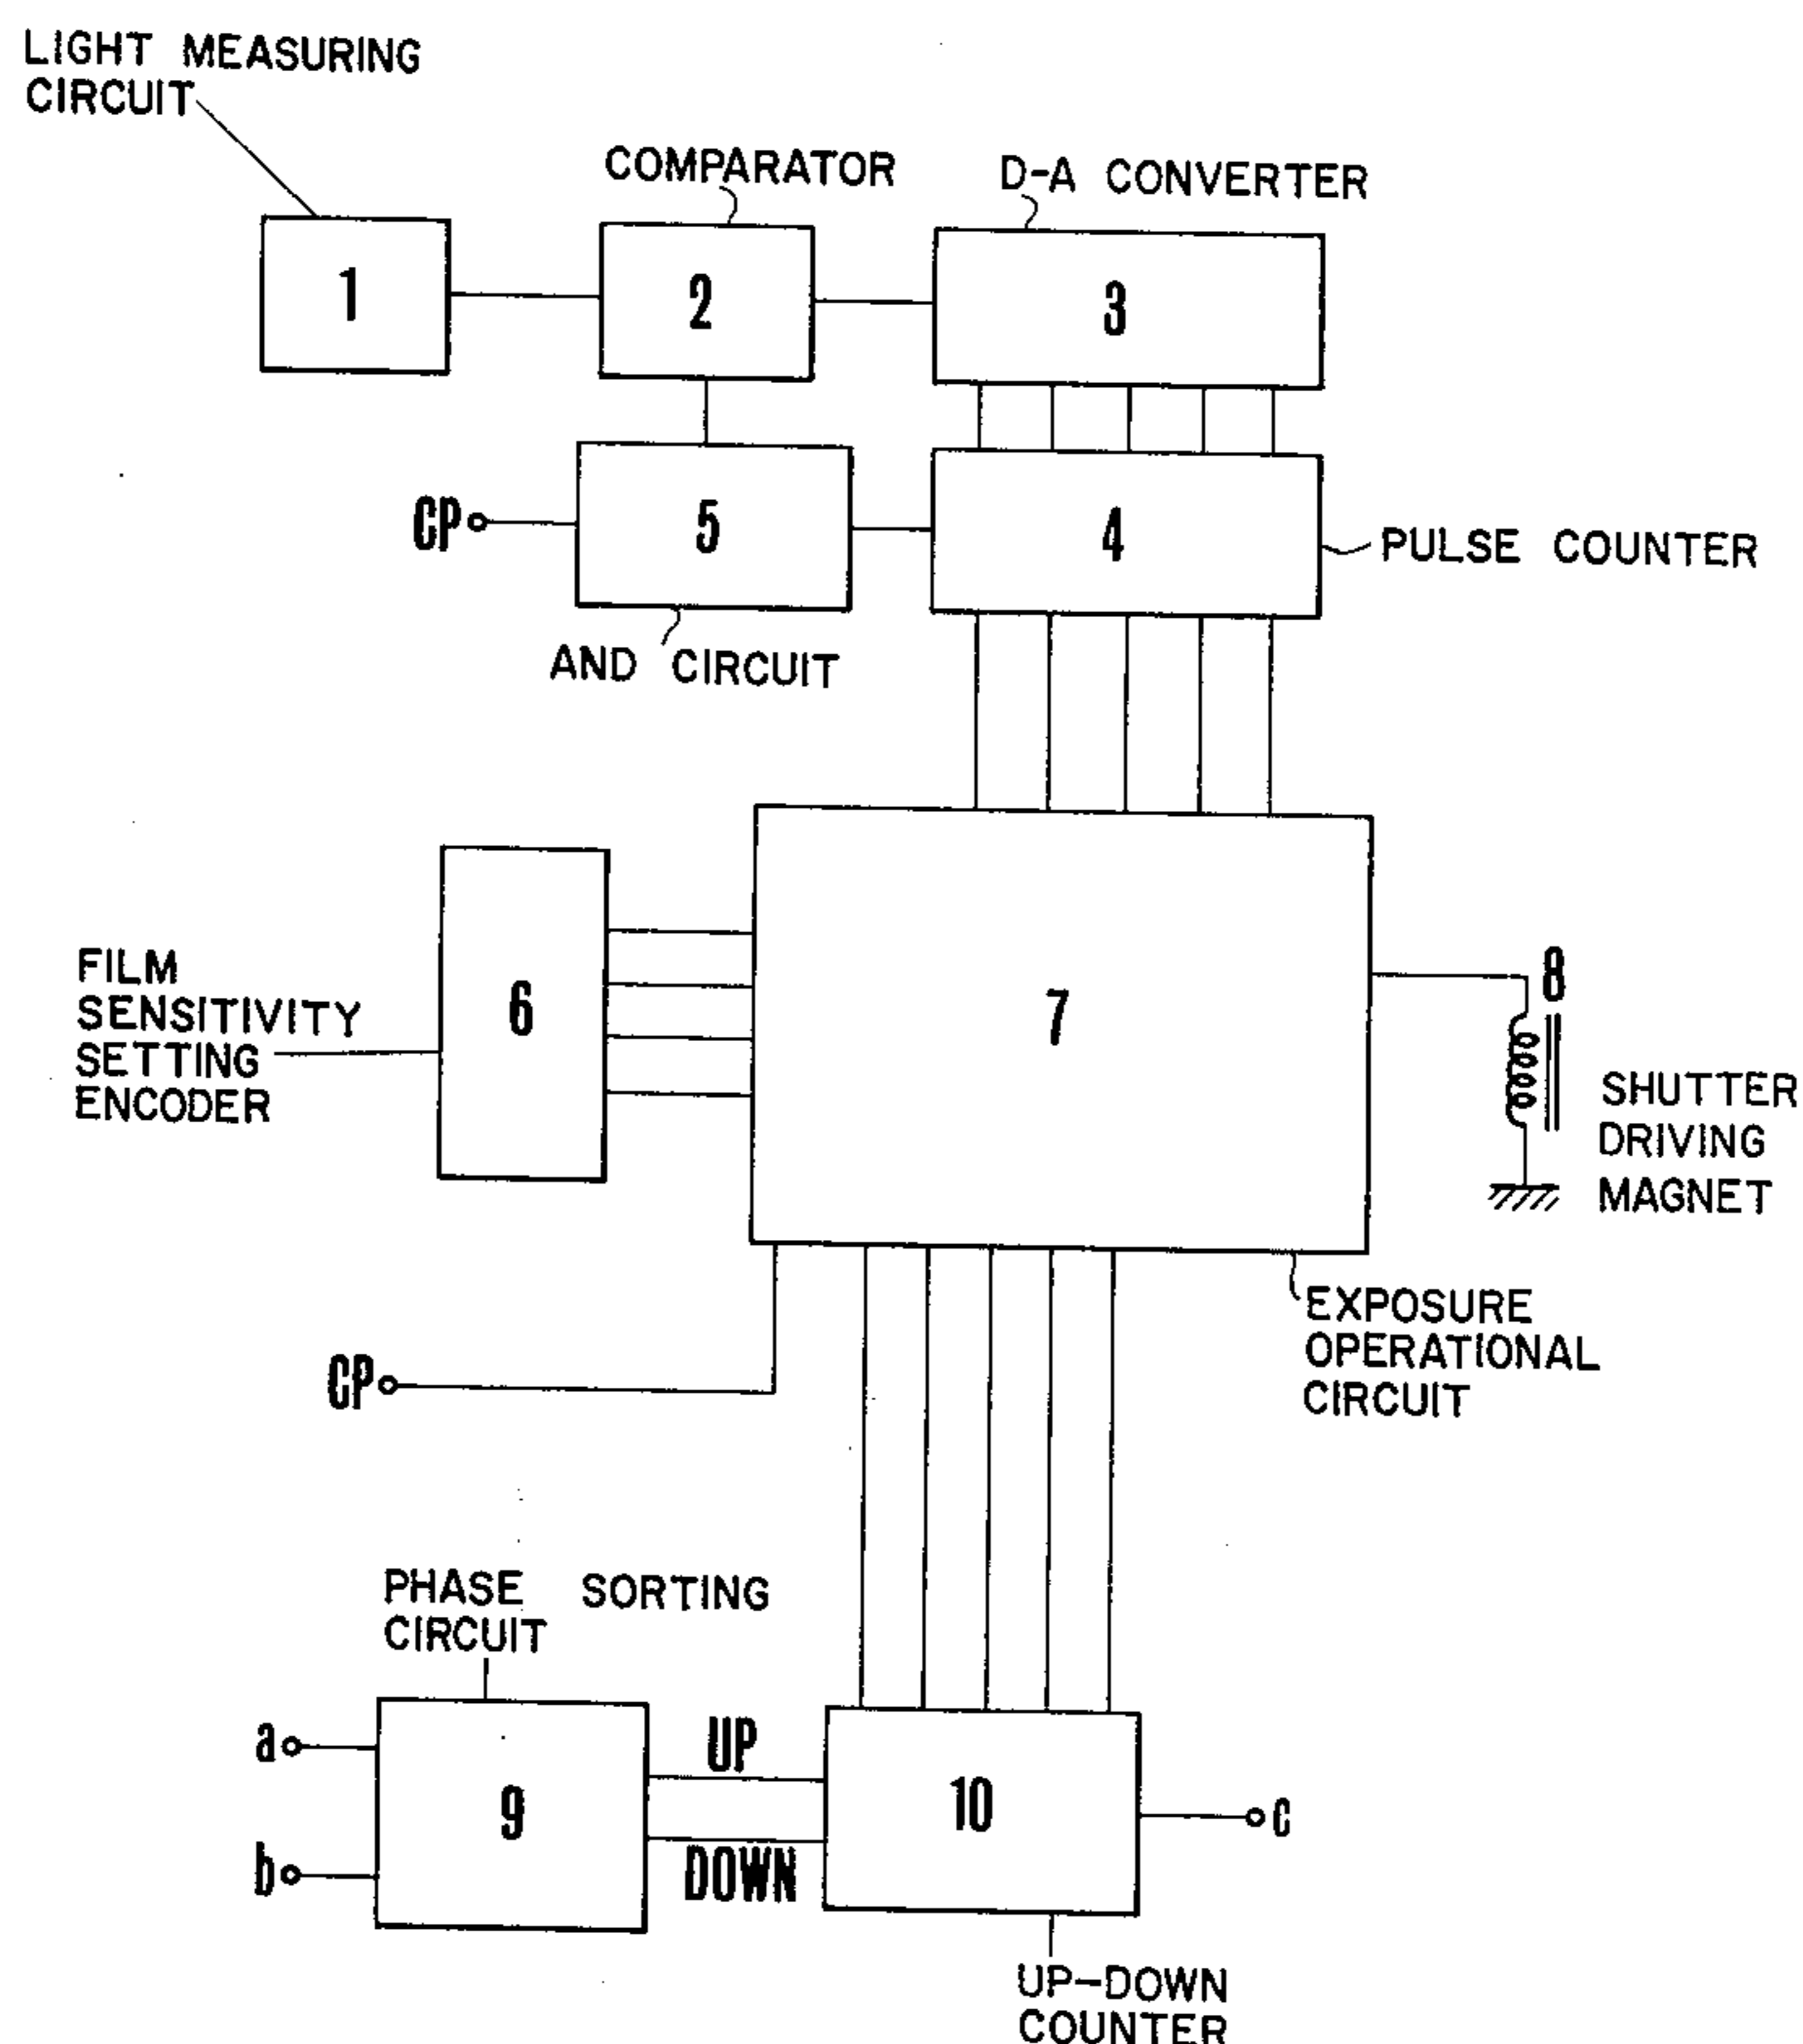 LIGHT MEASURING
CIRCUIT
COMPARATOR
D-A CONVERTER
1
2
3
CP
5
4
PULSE COUNTER
AND CIRCUIT
FILM
SENSITIVITY
SETTING
ENCODER
6
7
8
SHUTTER
DRIVING
MAGNET
EXPOSURE
OPERATIONAL
CIRCUIT
CP
PHASE SORTING
CIRCUIT
a
b
9
UP
DOWN
10
c
UP-DOWN
COUNTER